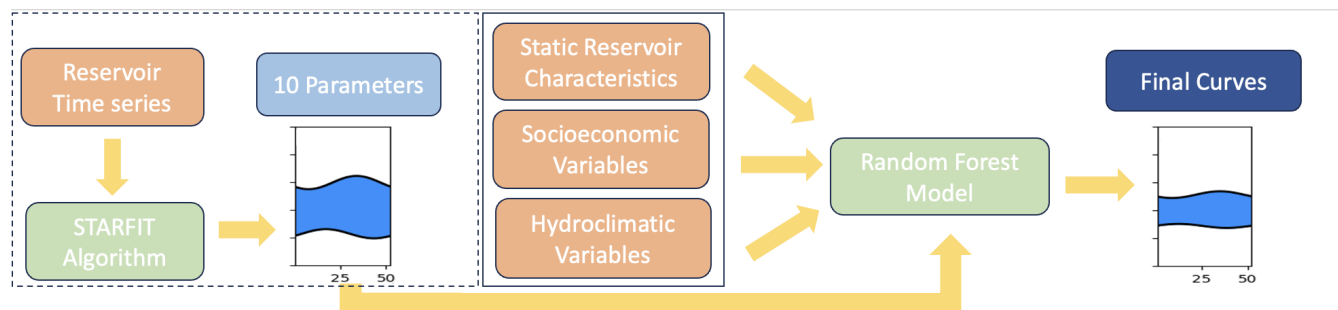 Reservoir
Time series
10 Parameters
STARFIT
Algorithm
25 50
Static Reservoir
Characteristics
Socioeconomic
Variables
Hydroclimatic
Variables
Random Forest
Model
Final Curves
25 50